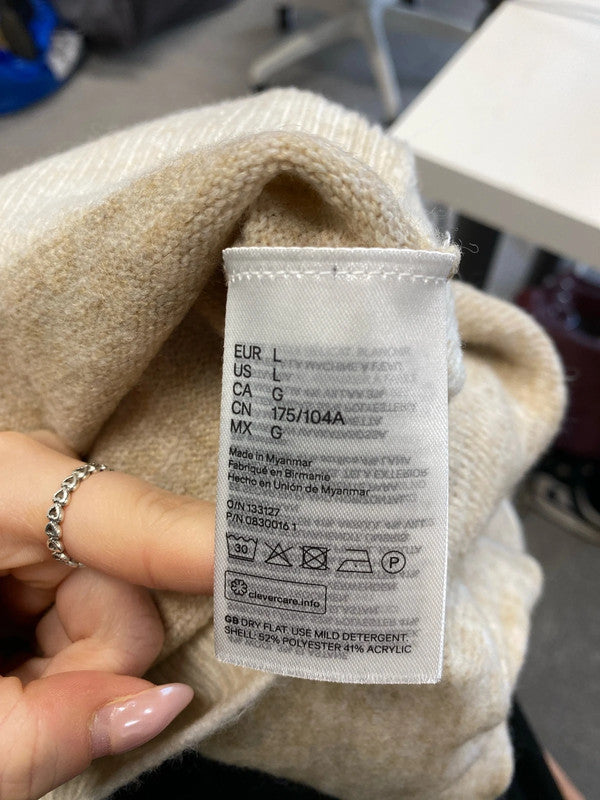 EUR L
US L
CA G
CN 175/104A
MX G
Made in Myanmar
Fabriqué en Birmanie
Hecho en Unión de Myanmar
O/N 133127
P/N 0830016 1
30
P
clevercare.info
GB DRY FLAT. USE MILD DETERGENT.
SHELL: 52% POLYESTER 41% ACRYLIC